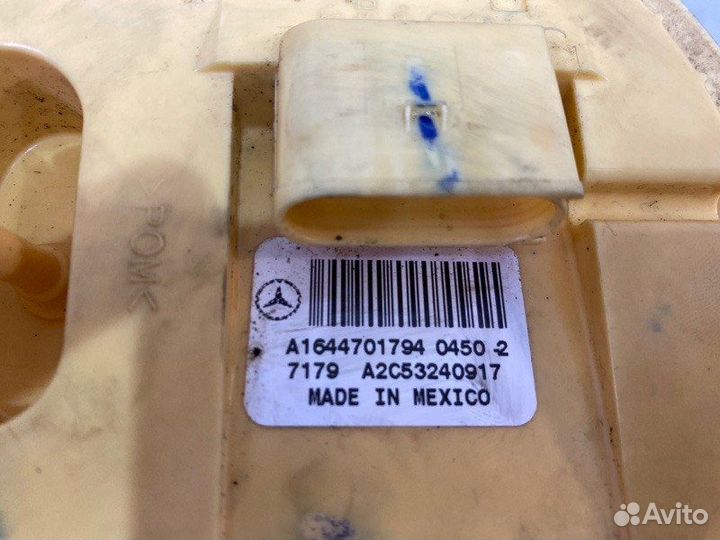 >POM<
A1644701794 0450-2
7179 A2C53240917
MADE IN MEXICO
Avito